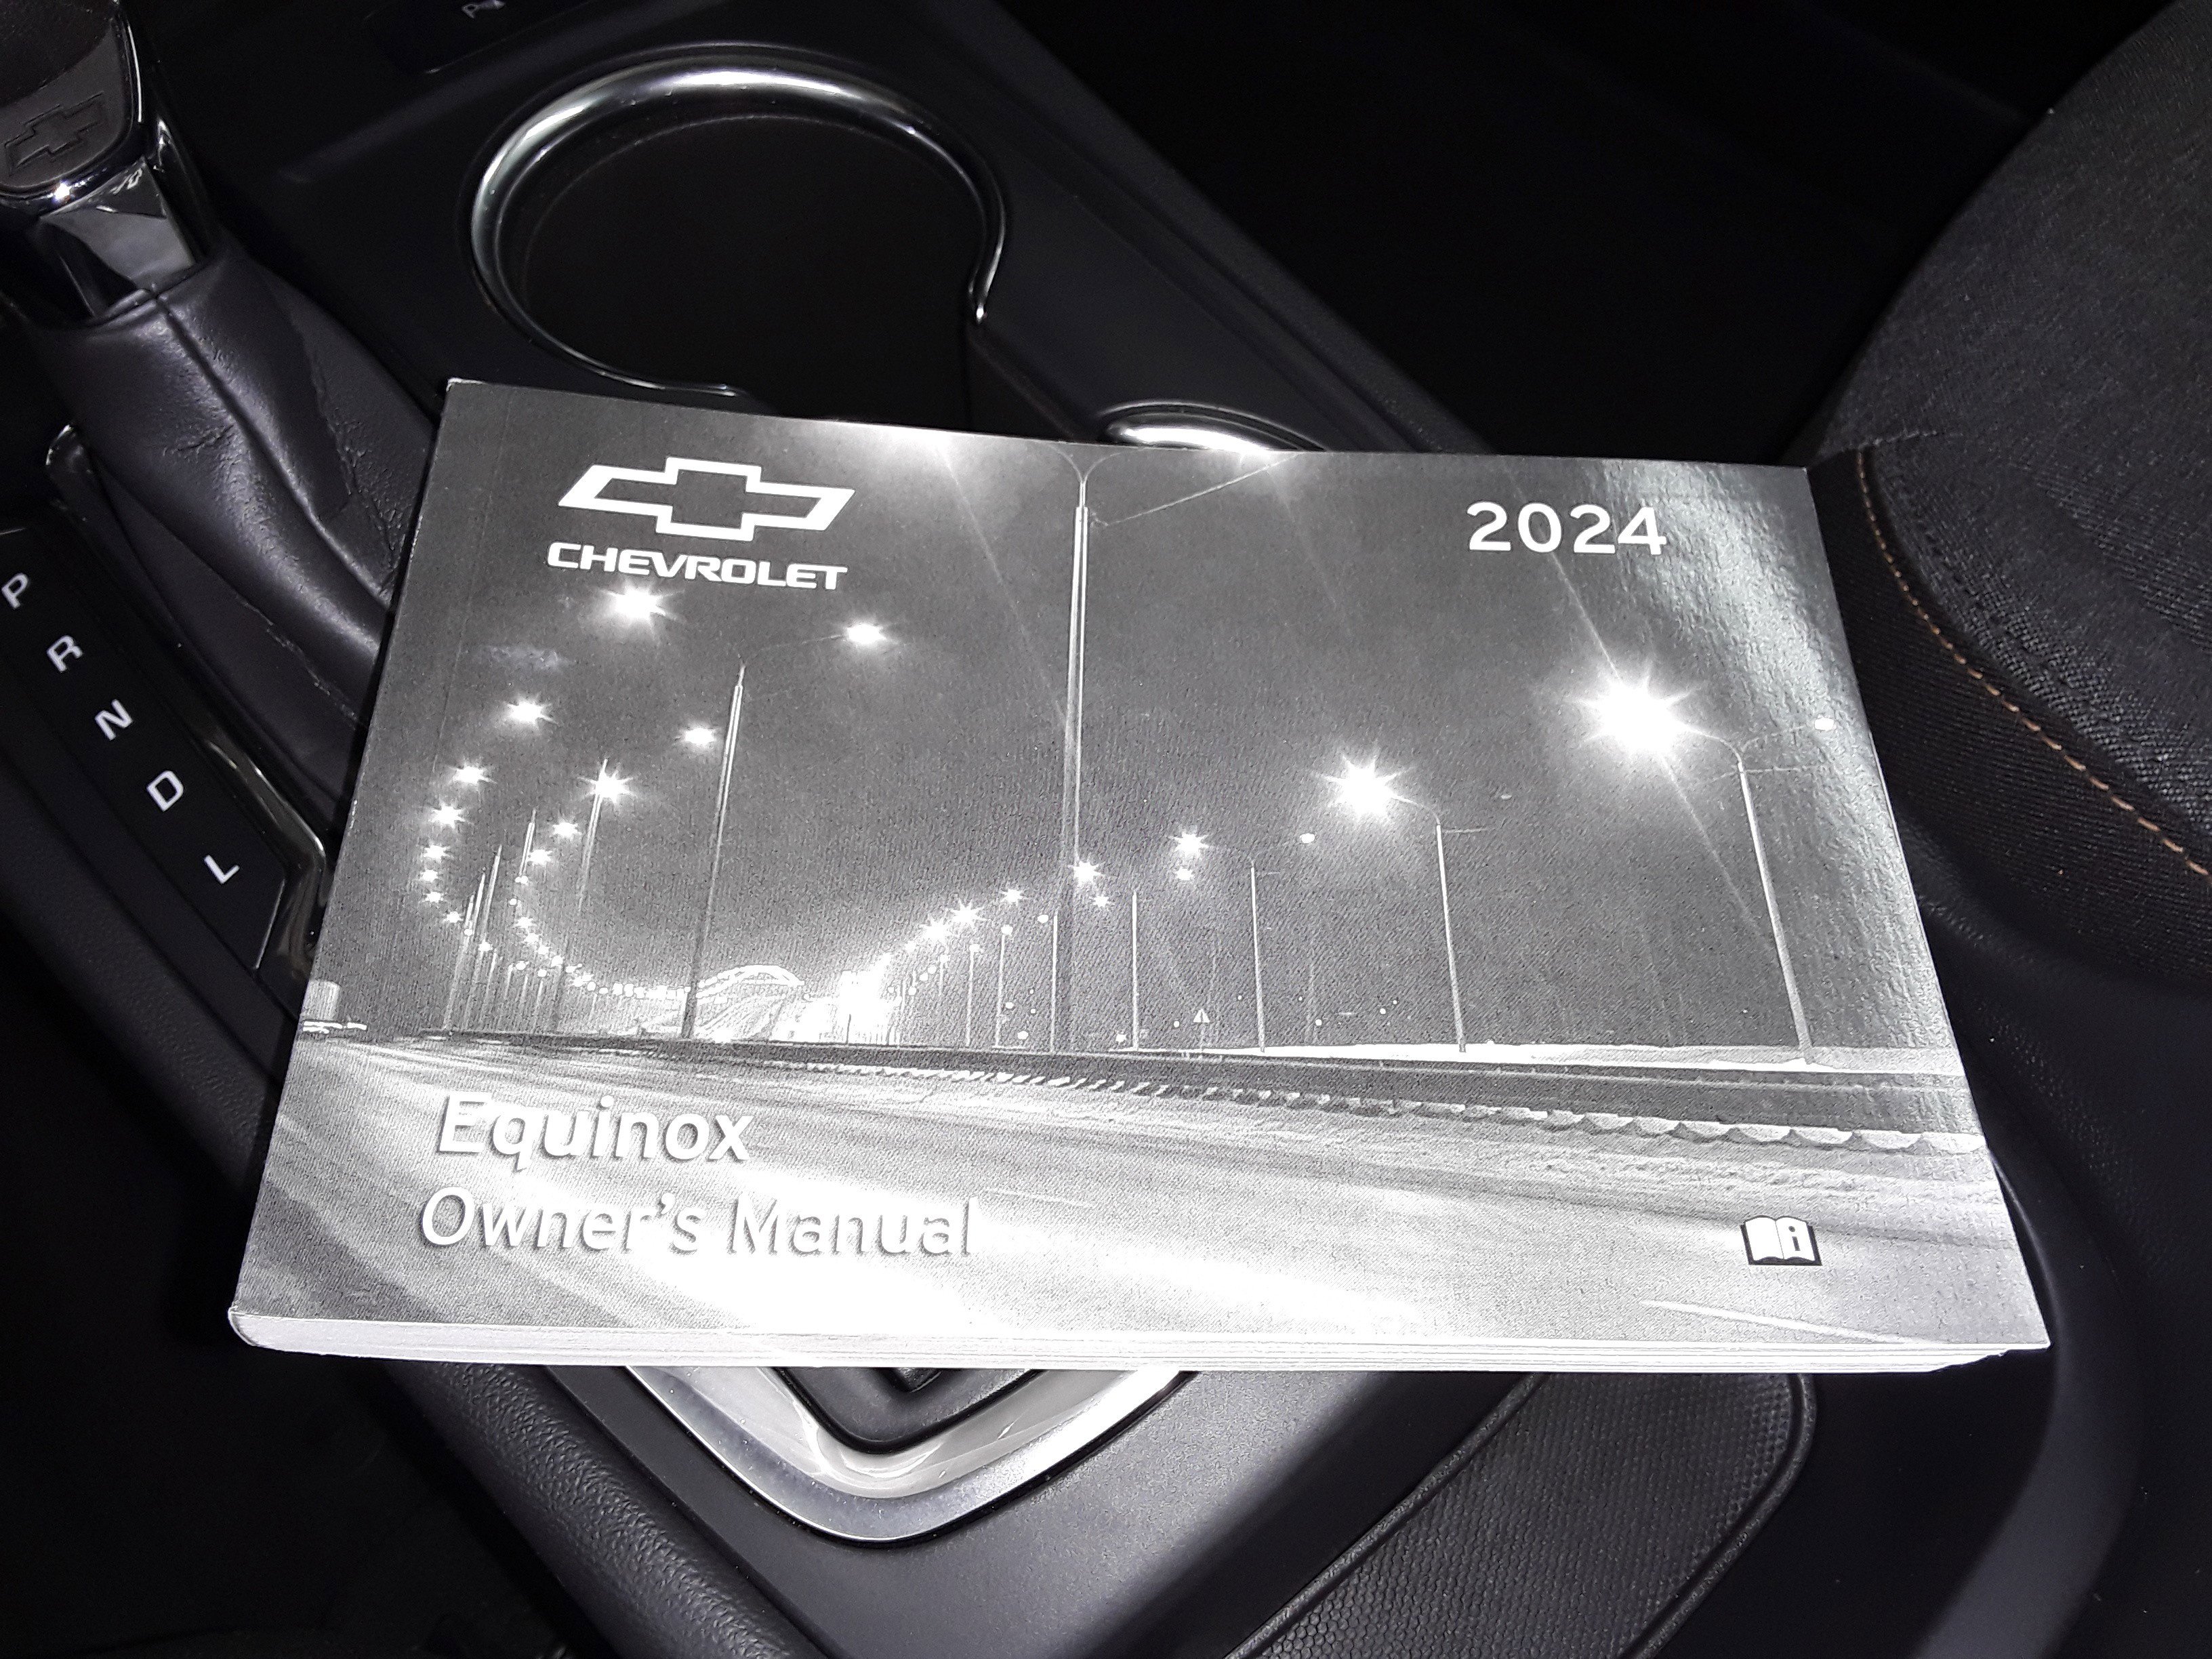 P
R
N
D
L
CHEVROLET
2024
Equinox
Owner's Manual
i